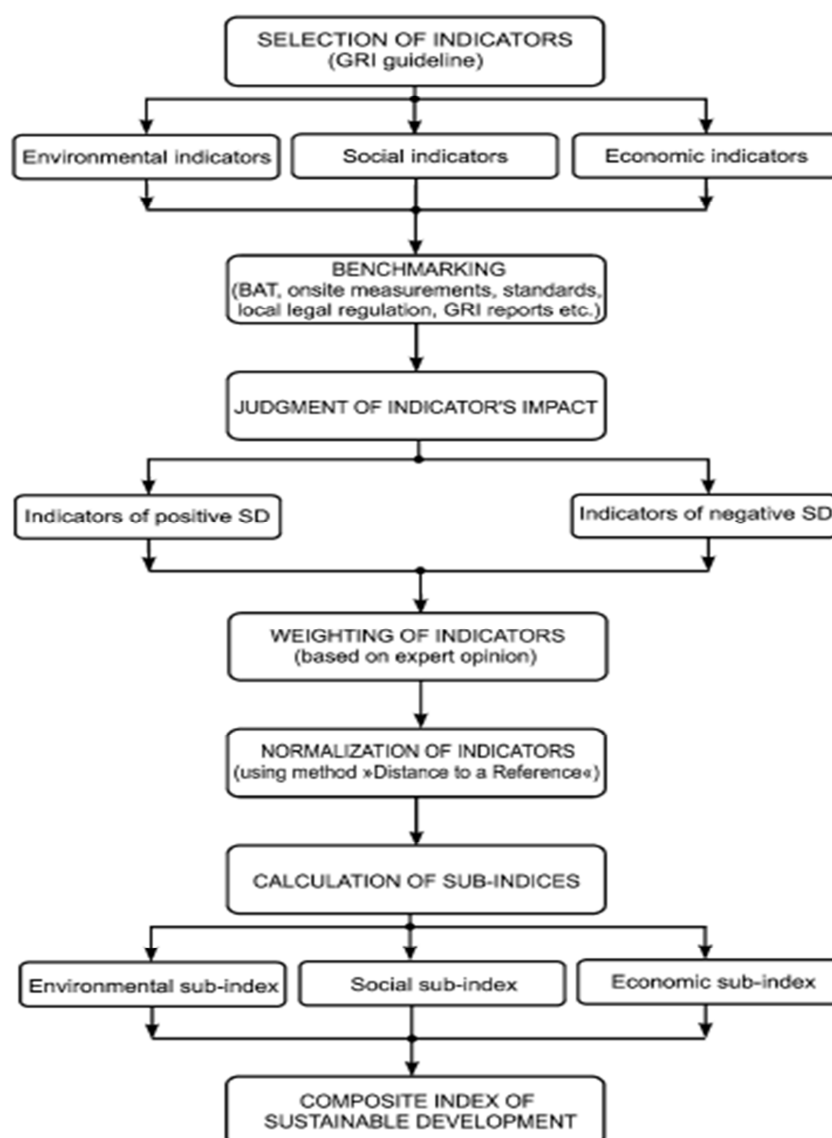 SELECTION OF INDICATORS
(GRI guideline)
Environmental indicators
Social indicators
Economic indicators
BENCHMARKING
(BAT, onsite measurements, standards,
local legal regulation, GRI reports etc.)
JUDGMENT OF INDICATOR'S IMPACT
Indicators of positive SD
Indicators of negative SD
WEIGHTING OF INDICATORS
(based on expert opinion)
NORMALIZATION OF INDICATORS
(using method »Distance to a Reference«)
CALCULATION OF SUB-INDICES
Environmental sub-index
Social sub-index
Economic sub-index
COMPOSITE INDEX OF
SUSTAINABLE DEVELOPMENT